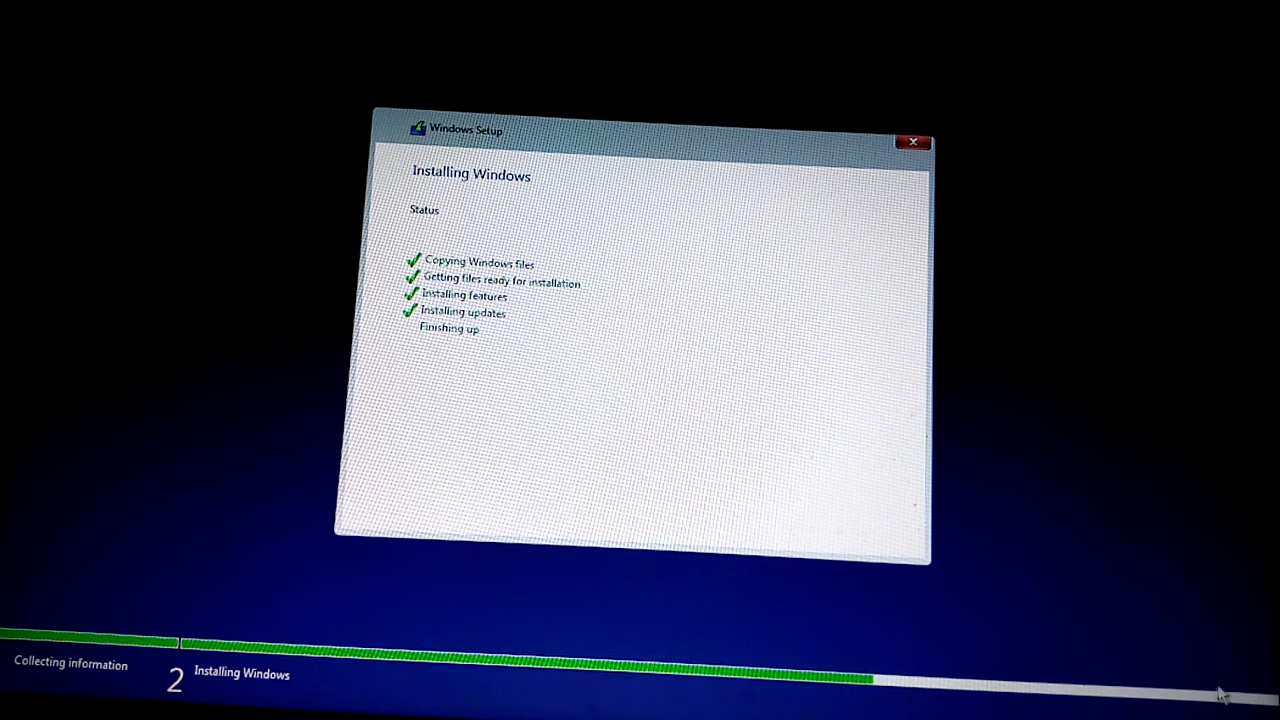 Windows Setup
Installing Windows
Status
Copying Windows files
Getting files ready for installation
Installing features
Installing updates
Finishing up
Collecting information
2 Installing Windows